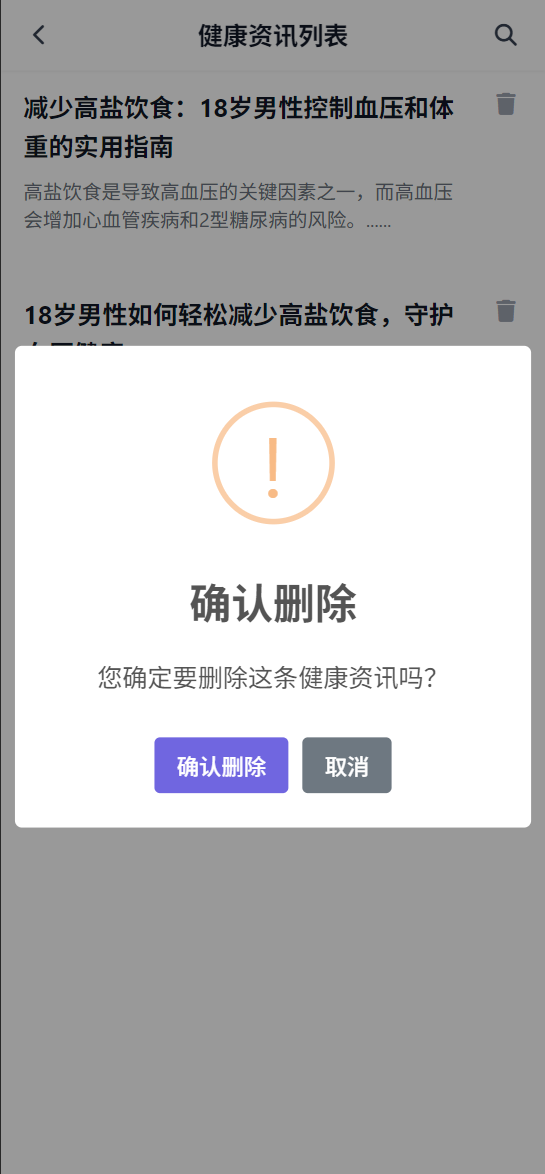 健康资讯列表
减少高盐饮食：18岁男性控制血压和体
重的实用指南
高盐饮食是导致高血压的关键因素之一，而高血压
会增加心血管疾病和2型糖尿病的风险。......
18岁男性如何轻松减少高盐饮食，守护
确认删除
您确定要删除这条健康资讯吗？
确认删除
取消